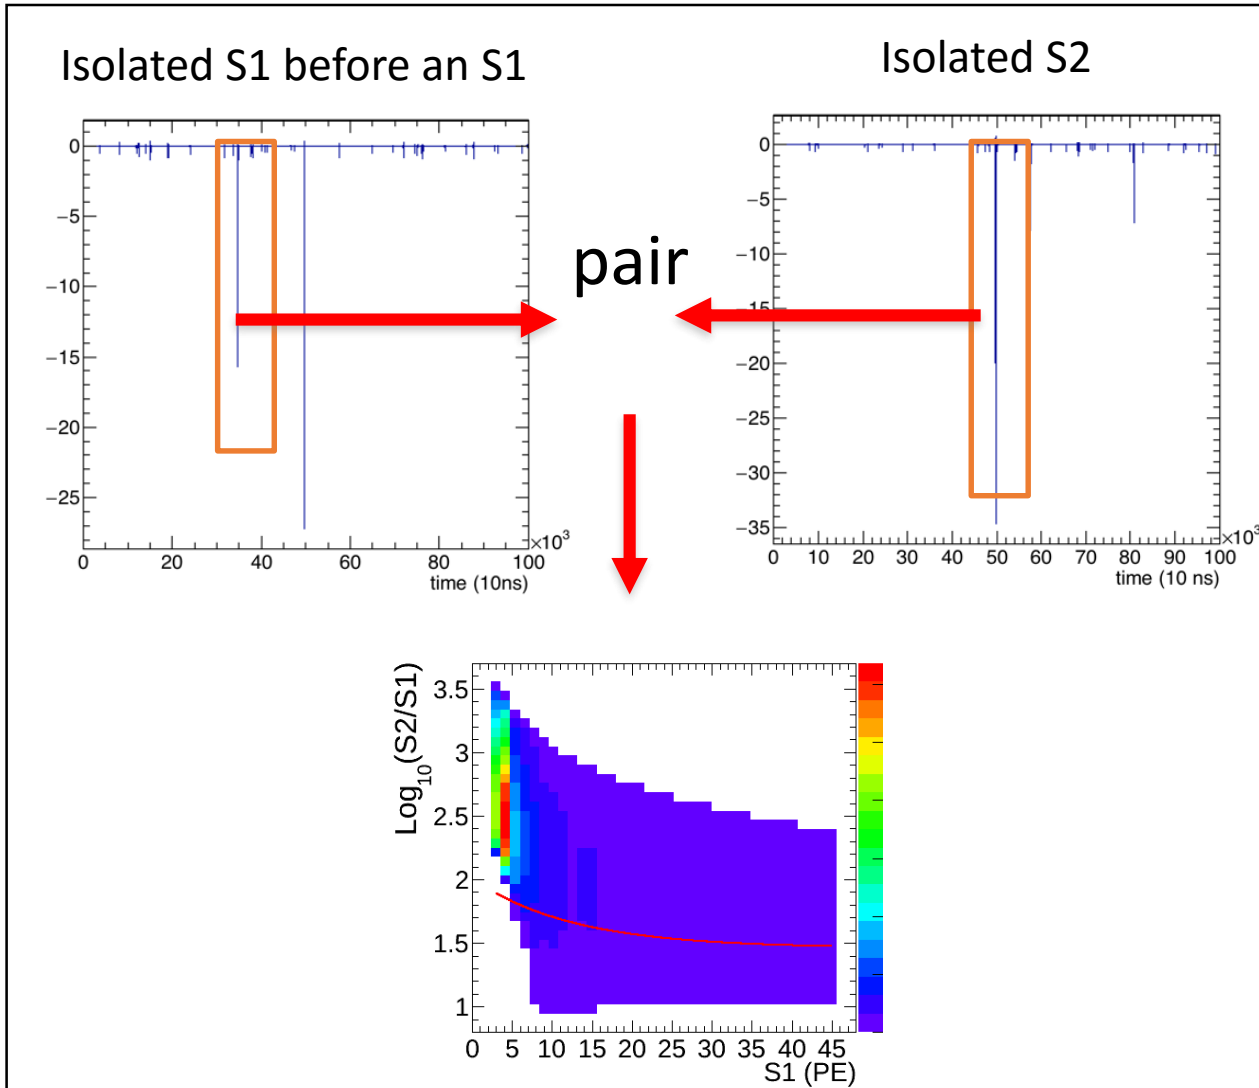 Isolated S1 before an S1
Isolated S2
0
−5
−10
−15
−20
−25
0 20 40 60 80 100
×10³
time (10ns)
pair
0
−5
−10
−15
−20
−25
−30
−35
0 10 20 30 40 50 60 70 80 90 100
×10³
time (10 ns)
Log₁₀(S2/S1)
3.5
3
2.5
2
1.5
1
0 5 10 15 20 25 30 35 40 45
S1 (PE)